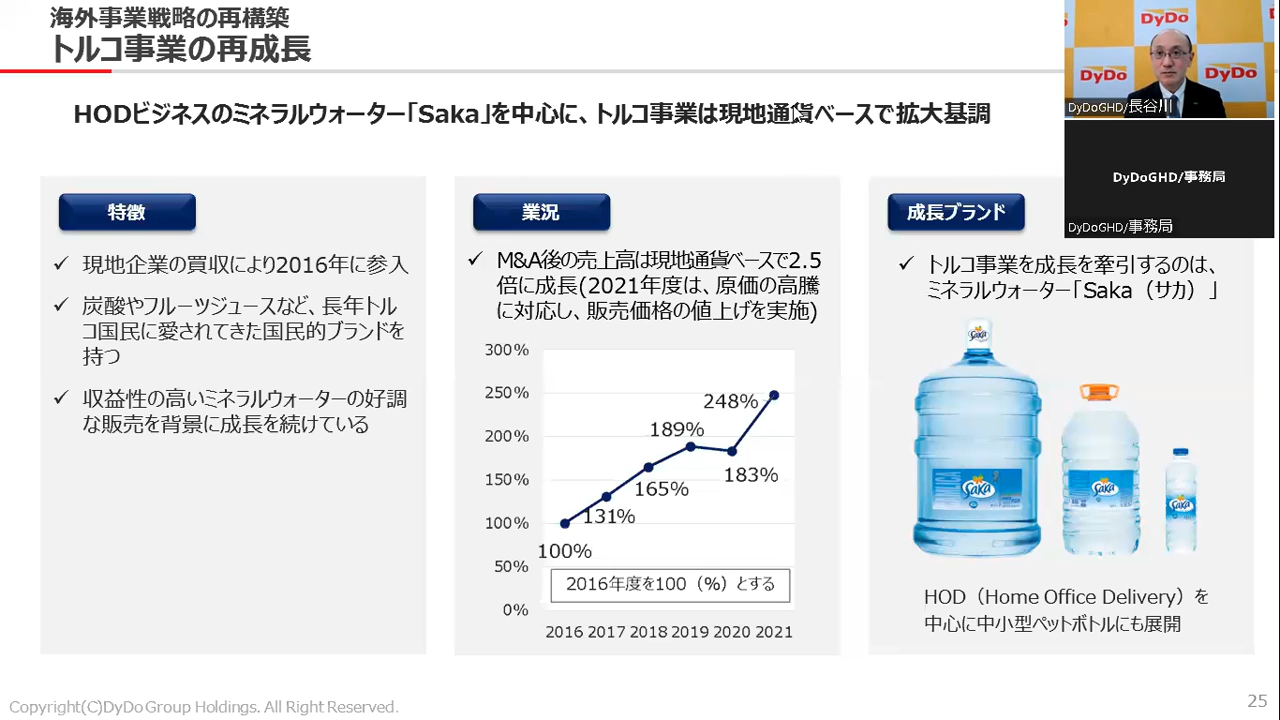 海外事業戦略の再構築
トルコ事業の再成長
HODビジネスのミネラルウォーター「Saka」を中心に、トルコ事業は現地通貨ベースで拡大基調
DyDo
DyDo
DyDo
DyDoGHD/長谷川
DyDoGHD/事務局
DyDoGHD/事務局
特徴
✓ 現地企業の買収により2016年に参入
✓ 炭酸やフルーツジュースなど、長年トル
コ国民に愛されてきた国民的ブランドを
持つ
✓ 収益性の高いミネラルウォーターの好調
な販売を背景に成長を続けている
業況
✓ M&A後の売上高は現地通貨ベースで2.5
倍に成長(2021年度は、原価の高騰
に対応し、販売価格の値上げを実施)
300%
250%
200%
150%
100%
50%
0%
100%
131%
165%
189%
183%
248%
2016年度を100（%）とする
2016 2017 2018 2019 2020 2021
成長ブランド
✓ トルコ事業を成長を牽引するのは、
ミネラルウォーター「Saka（サカ）」
Saka
Saka
Saka
Saka
HOD（Home Office Delivery）を
中心に中小型ペットボトルにも展開
Copyright(C)DyDo Group Holdings. All Right Reserved.
25